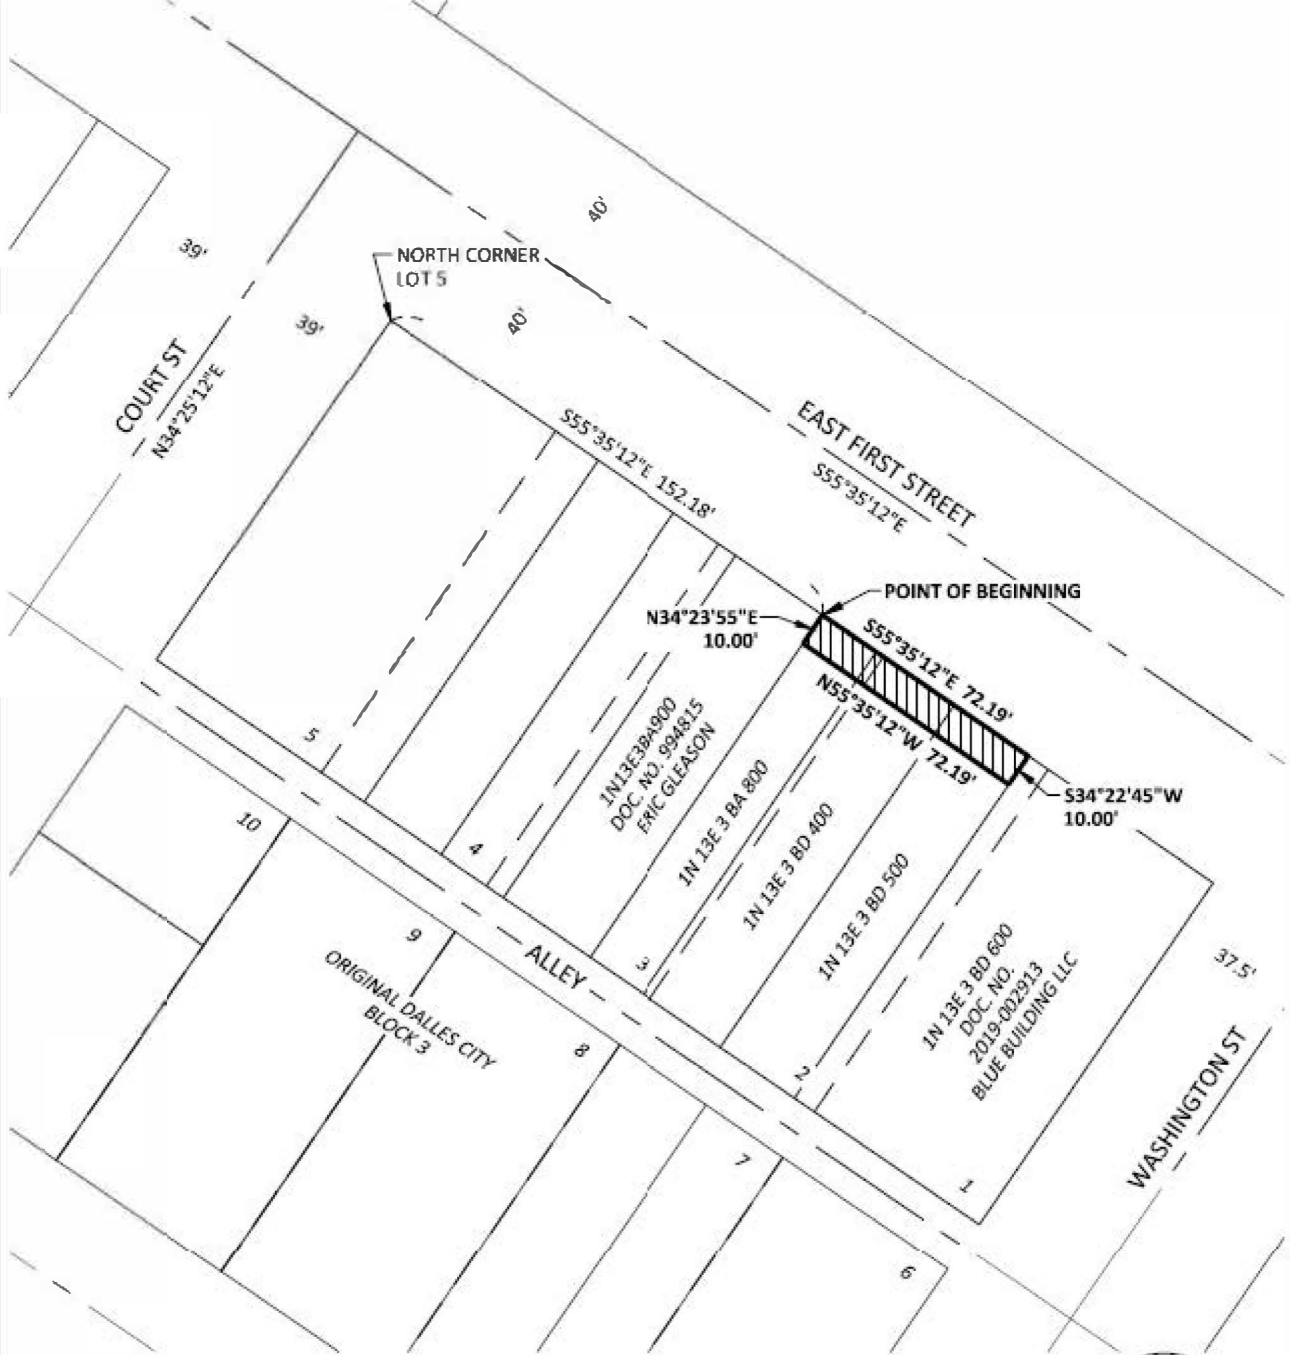 40'
39'
NORTH CORNER
LOT 5
40'
39'
COURT ST
N34°25'12"E
S55°35'12"E 152.18'
EAST FIRST STREET
S55°35'12"E
POINT OF BEGINNING
N34°23'55"E
10.00'
S55°35'12"E 72.19'
N55°35'12"W 72.19'
S34°22'45"W
10.00'
1N13E3BA900
DOC. NO. 994815
ERIC GLEASON
1N 13E 3 BA 800
1N 13E 3 BD 400
1N 13E 3 BD 500
1N 13E 3 BD 600
DOC. NO.
2019-002913
BLUE BUILDING LLC
37.5'
WASHINGTON ST
5
4
3
2
1
ALLEY
10
9
8
7
6
ORIGINAL DALLES CITY
BLOCK 3